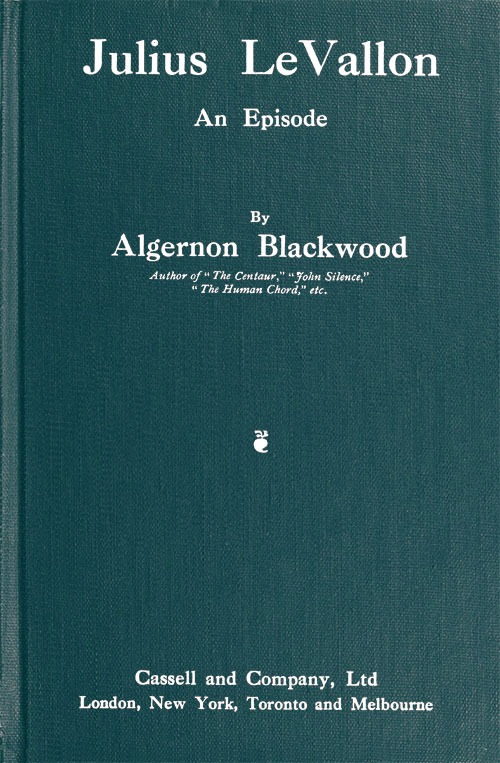 Julius LeVallon
An Episode
By
Algernon Blackwood
Author of "The Centaur," "John Silence,"
"The Human Chord," etc.
Cassell and Company, Ltd
London, New York, Toronto and Melbourne